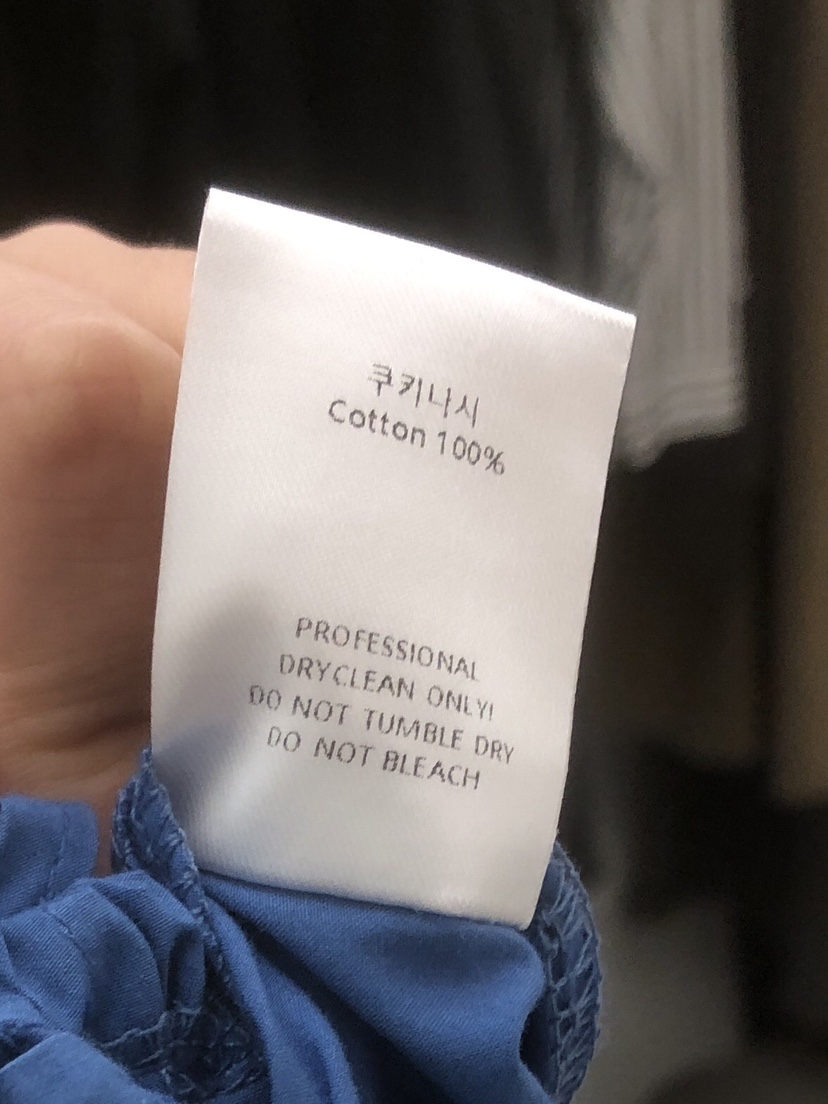 쿠키나시
Cotton 100%
PROFESSIONAL
DRYCLEAN ONLY!
DO NOT TUMBLE DRY
DO NOT BLEACH